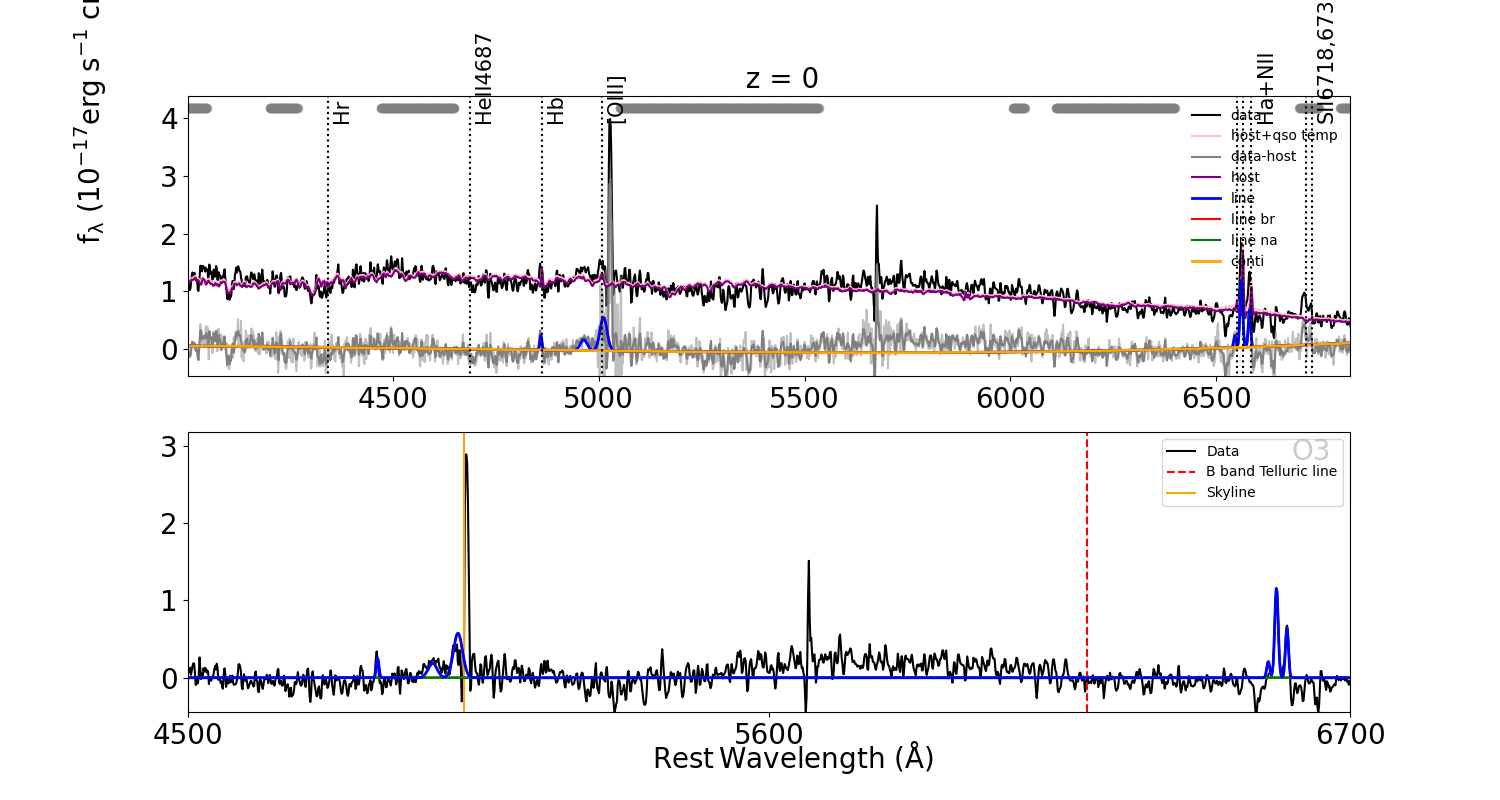 z = 0
fλ (10⁻¹⁷erg s⁻¹ c
Hr
HeII4687
Hb
[OIII]
Ha+NII
SII6718,673
data
host+qso temp
data-host
host
line
line br
line na
conti
4
3
2
1
0
4500
5000
5500
6000
6500
O3
Data
B band Telluric line
Skyline
3
2
1
0
4500
5600
6700
Rest Wavelength (Å)